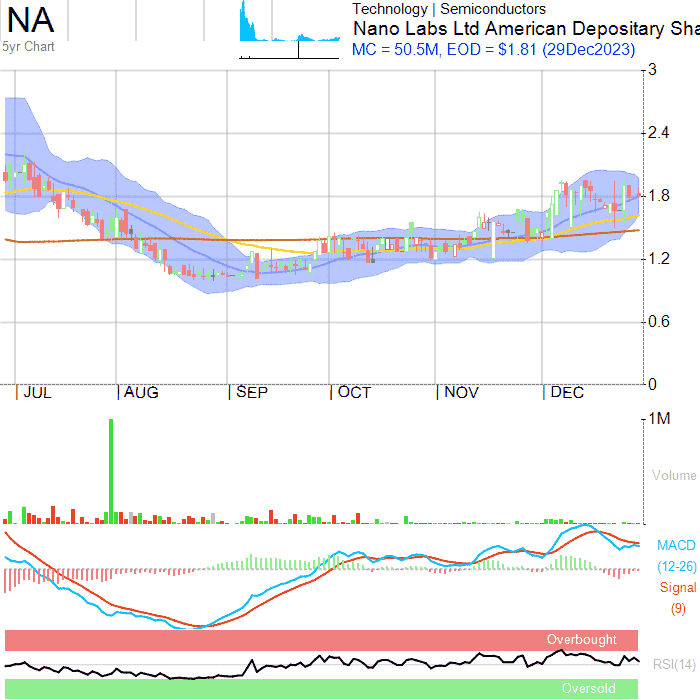 NA
5yr Chart
Technology | Semiconductors
Nano Labs Ltd American Depositary Sha
MC = 50.5M, EOD = $1.81 (29Dec2023)
3
2.4
1.8
1.2
0.6
0
JUL AUG SEP OCT NOV DEC
1M
Volume
MACD
(12-26)
Signal
(9)
Overbought
RSI(14)
Oversold